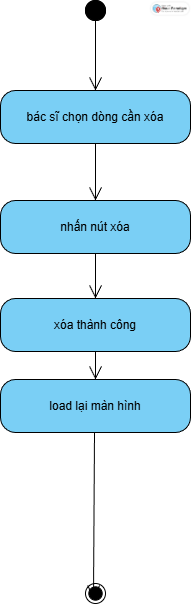 bác sĩ chọn dòng cần xóa
nhấn nút xóa
xóa thành công
load lại màn hình